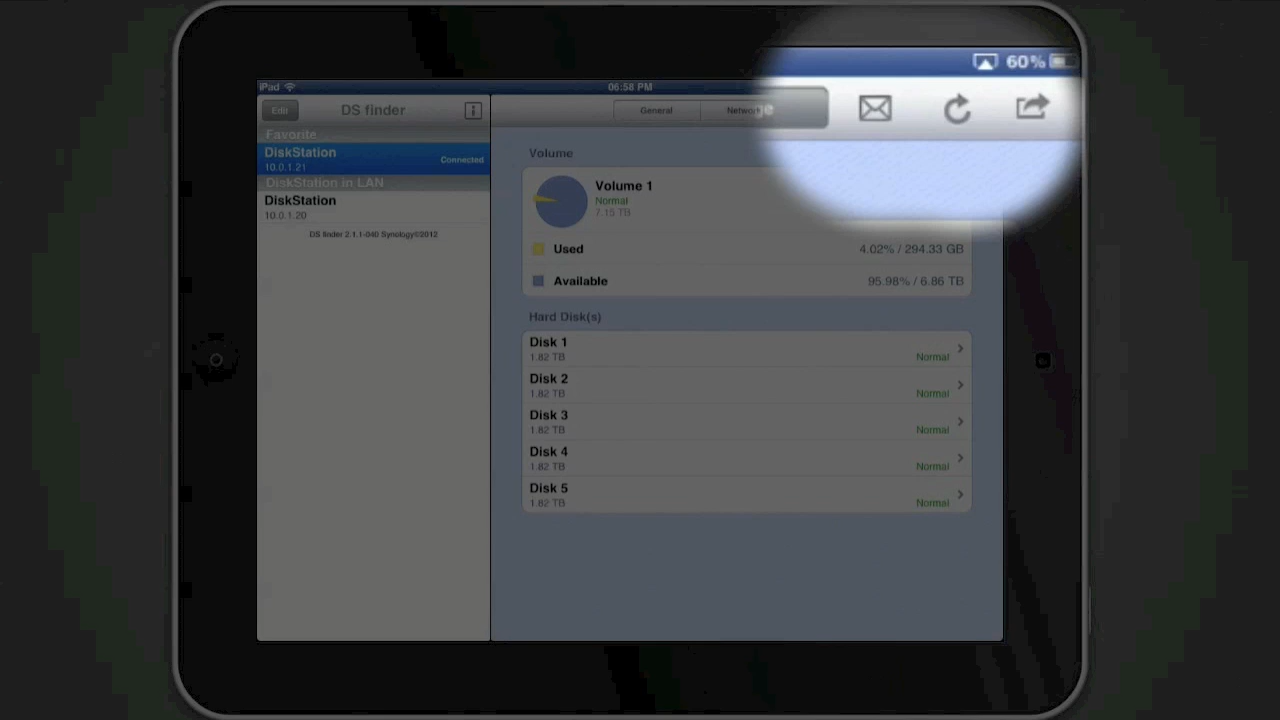 60%
iPad 06:58 PM
Edit DS finder General Network
Favorite
DiskStation
10.0.1.21 Connected
DiskStation in LAN
DiskStation
10.0.1.20
DS finder 2.1.1-040 Synology©2012
Volume
Volume 1
Normal
7.15 TB
Used 4.02% / 294.33 GB
Available 95.98% / 6.86 TB
Hard Disk(s)
Disk 1
1.82 TB Normal
Disk 2
1.82 TB Normal
Disk 3
1.82 TB Normal
Disk 4
1.82 TB Normal
Disk 5
1.82 TB Normal